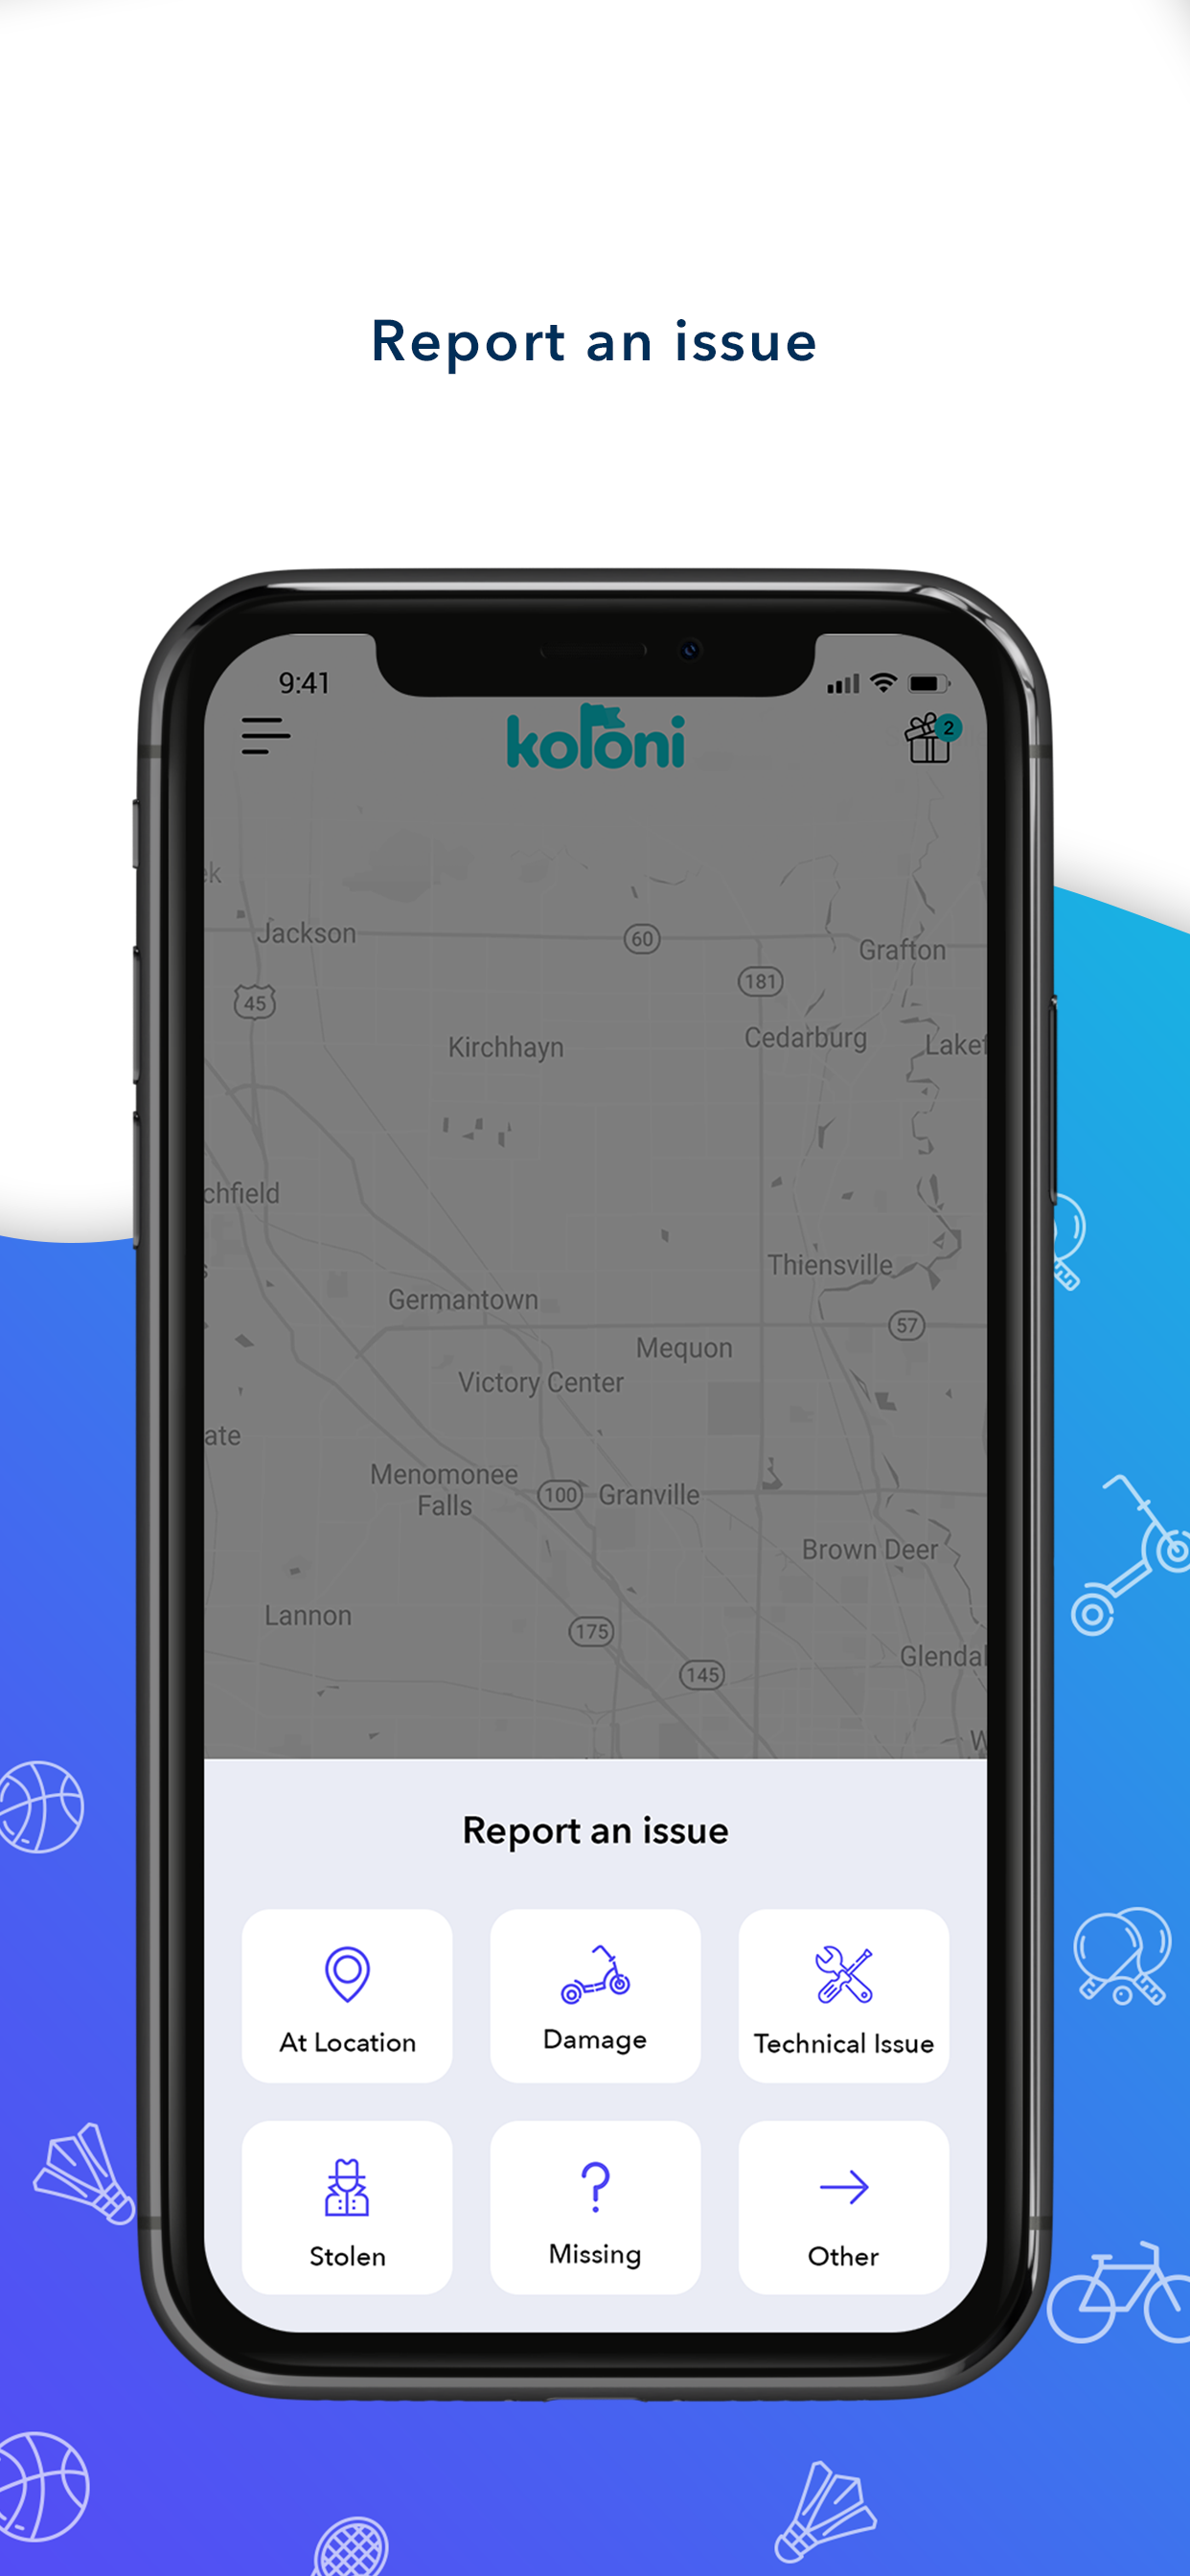 Report an issue
9:41
koloni
2
ek
Jackson
60
Grafton
181
45
Cedarburg
Kirchhayn
Lakef
chfield
Thiensville
Germantown
57
Mequon
Victory Center
ate
Menomonee
Falls
100
Granville
Brown Deer
Lannon
175
Glendal
145
W
Report an issue
At Location
Damage
Technical Issue
Stolen
Missing
Other